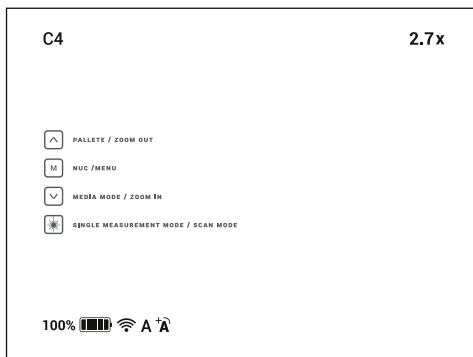 C4 2.7x
PALLETE / ZOOM OUT
M NUC /MENU
MEDIA MODE / ZOOM IN
SINGLE MEASUREMENT MODE / SCAN MODE
100% A A